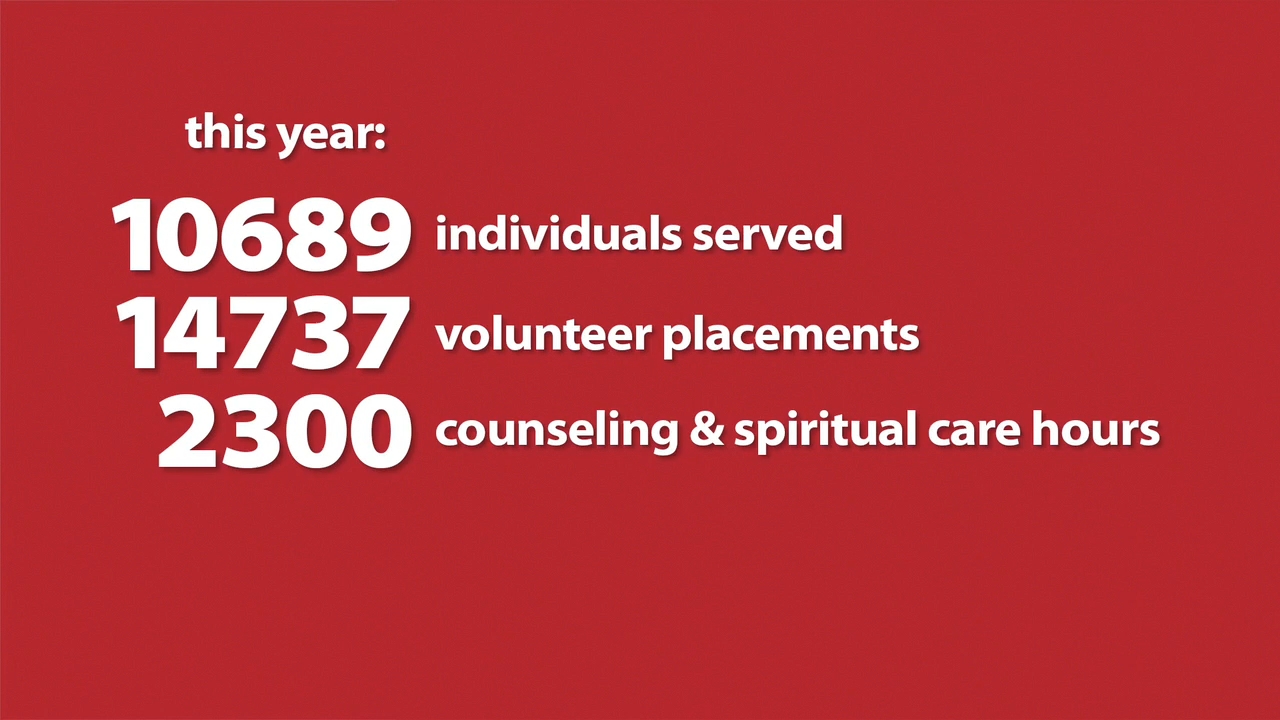 this year:
10689 individuals served
14737 volunteer placements
2300 counseling & spiritual care hours